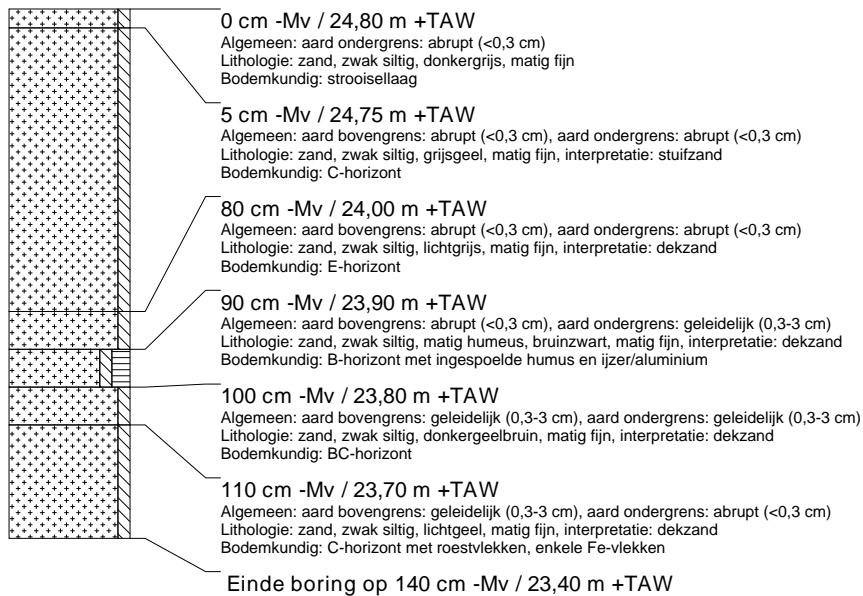 0 cm -Mv / 24,80 m +TAW
Algemeen: aard ondergrens: abrupt (<0,3 cm)
Lithologie: zand, zwak siltig, donkergrijs, matig fijn
Bodemkundig: strooisellaag
5 cm -Mv / 24,75 m +TAW
Algemeen: aard bovengrens: abrupt (<0,3 cm), aard ondergrens: abrupt (<0,3 cm)
Lithologie: zand, zwak siltig, grijsgeel, matig fijn, interpretatie: stuifzand
Bodemkundig: C-horizont
80 cm -Mv / 24,00 m +TAW
Algemeen: aard bovengrens: abrupt (<0,3 cm), aard ondergrens: abrupt (<0,3 cm)
Lithologie: zand, zwak siltig, lichtgrijs, matig fijn, interpretatie: dekzand
Bodemkundig: E-horizont
90 cm -Mv / 23,90 m +TAW
Algemeen: aard bovengrens: abrupt (<0,3 cm), aard ondergrens: geleidelijk (0,3-3 cm)
Lithologie: zand, zwak siltig, matig humeus, bruinzwart, matig fijn, interpretatie: dekzand
Bodemkundig: B-horizont met ingespoelde humus en ijzer/aluminium
100 cm -Mv / 23,80 m +TAW
Algemeen: aard bovengrens: geleidelijk (0,3-3 cm), aard ondergrens: geleidelijk (0,3-3 cm)
Lithologie: zand, zwak siltig, donkergeelbruin, matig fijn, interpretatie: dekzand
Bodemkundig: BC-horizont
110 cm -Mv / 23,70 m +TAW
Algemeen: aard bovengrens: geleidelijk (0,3-3 cm), aard ondergrens: abrupt (<0,3 cm)
Lithologie: zand, zwak siltig, lichtgeel, matig fijn, interpretatie: dekzand
Bodemkundig: C-horizont met roestvlekken, enkele Fe-vlekken
Einde boring op 140 cm -Mv / 23,40 m +TAW